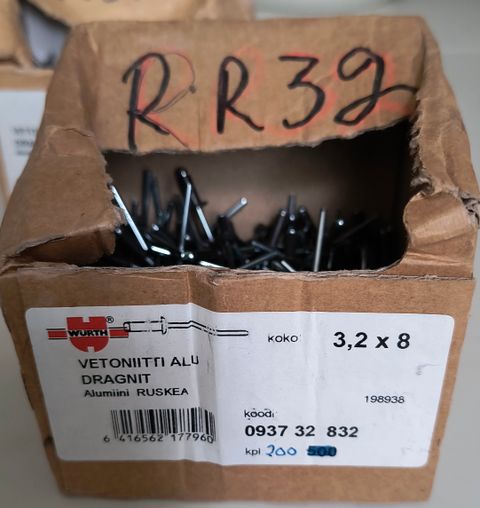 RR32
WURTH®
KOKO: 3,2 x 8
VETONIITTI ALU
DRAGNIT
Alumiini RUSKEA
198938
koodi:
0937 32 832
6 416562 177960
kpl 200 500